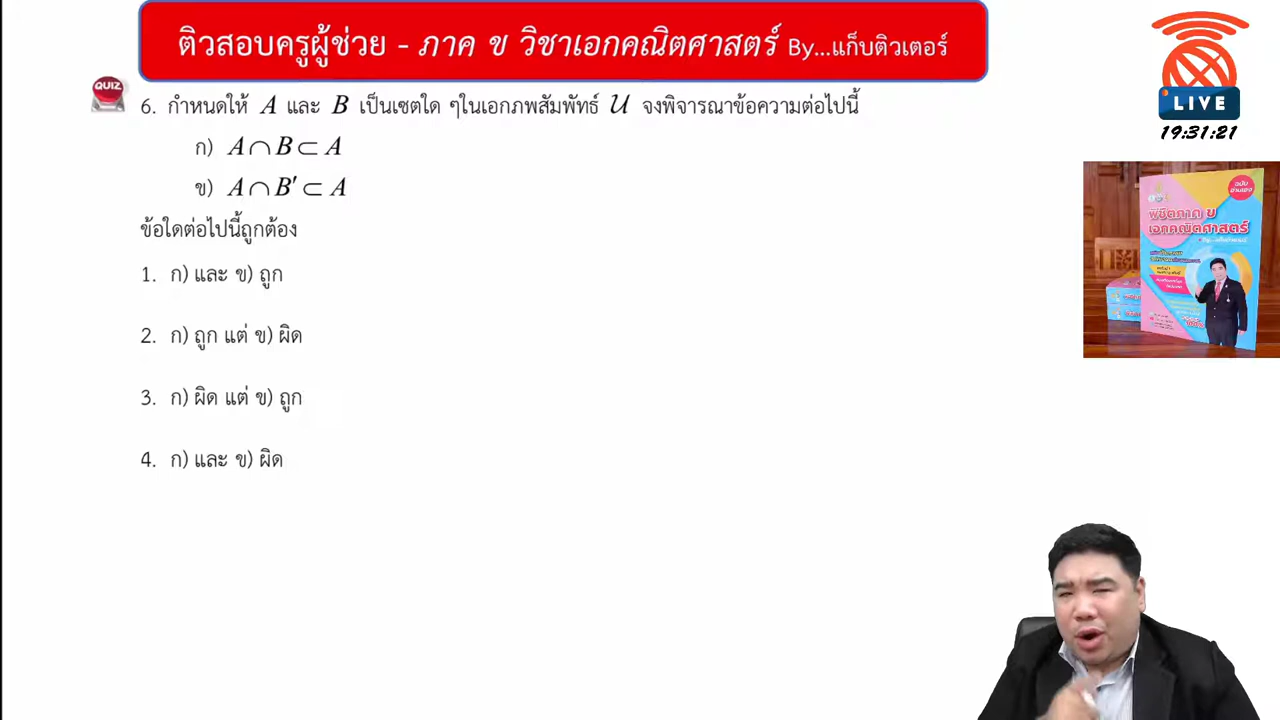 ติวสอบครูผู้ช่วย - ภาค ข วิชาเอกคณิตศาสตร์ By...แก็บติวเตอร์
QUIZ
6. กำหนดให้ A และ B เป็นเซตใด ๆในเอกภพสัมพัทธ์ U จงพิจารณาข้อความต่อไปนี้
ก) A∩B⊂A
ข) A∩B′⊂A
ข้อใดต่อไปนี้ถูกต้อง
1. ก) และ ข) ถูก
2. ก) ถูก แต่ ข) ผิด
3. ก) ผิด แต่ ข) ถูก
4. ก) และ ข) ผิด
LIVE
19:31:21
พิชิตภาค ข
เอกคณิตศาสตร์